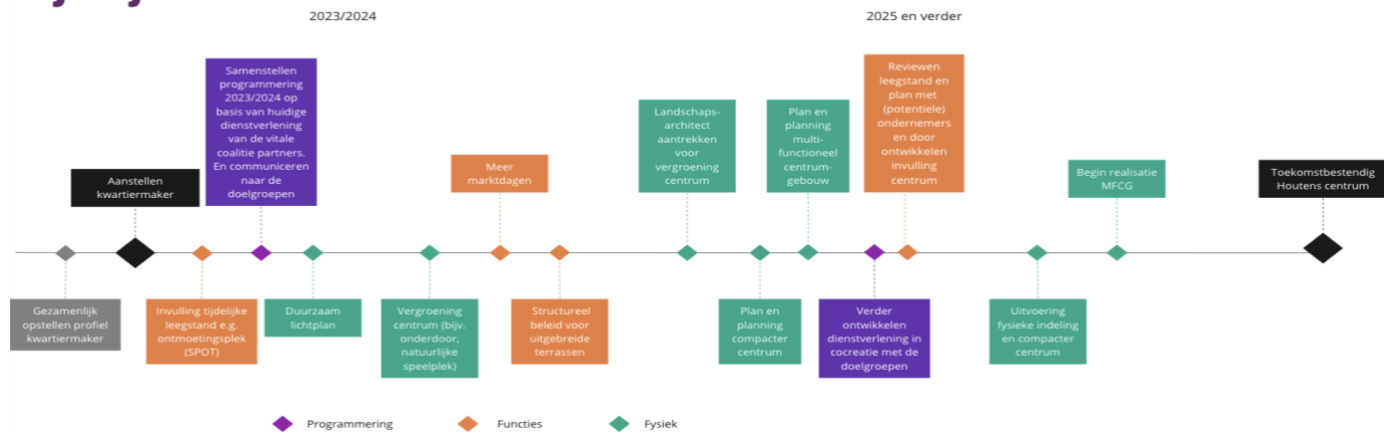 2023/2024
2025 en verder
Aanstellen
kwartiermaker
Samenstellen
programmering
2023/2024 op
basis van huidige
dienstverlening
van de vitale
coalitie partners.
En communiceren
naar de
doelgroepen
Meer
marktdagen
Landschaps-
architect
aantrekken
voor
vergroening
centrum
Plan en
planning
multi-
functioneel
centrum-
gebouw
Reviewen
leegstand en
plan met
(potentiele)
ondernemers
en door
ontwikkelen
invulling
centrum
Begin realisatie
MFCG
Toekomstbestendig
Houtens centrum
Gezamenlijk
opstellen profiel
kwartiermaker
Invulling tijdelijke
leegstand e.g.
ontmoetingsplek
(SPOT)
Duurzaam
lichtplan
Vergroening
centrum (bijv.
onderdoor,
natuurlijke
speelplek)
Structureel
beleid voor
uitgebreide
terrassen
Plan en
planning
compacter
centrum
Verder
ontwikkelen
dienstverlening in
cocreatie met de
doelgroepen
Uitvoering
fysieke indeling
en compacter
centrum
Programmering
Functies
Fysiek